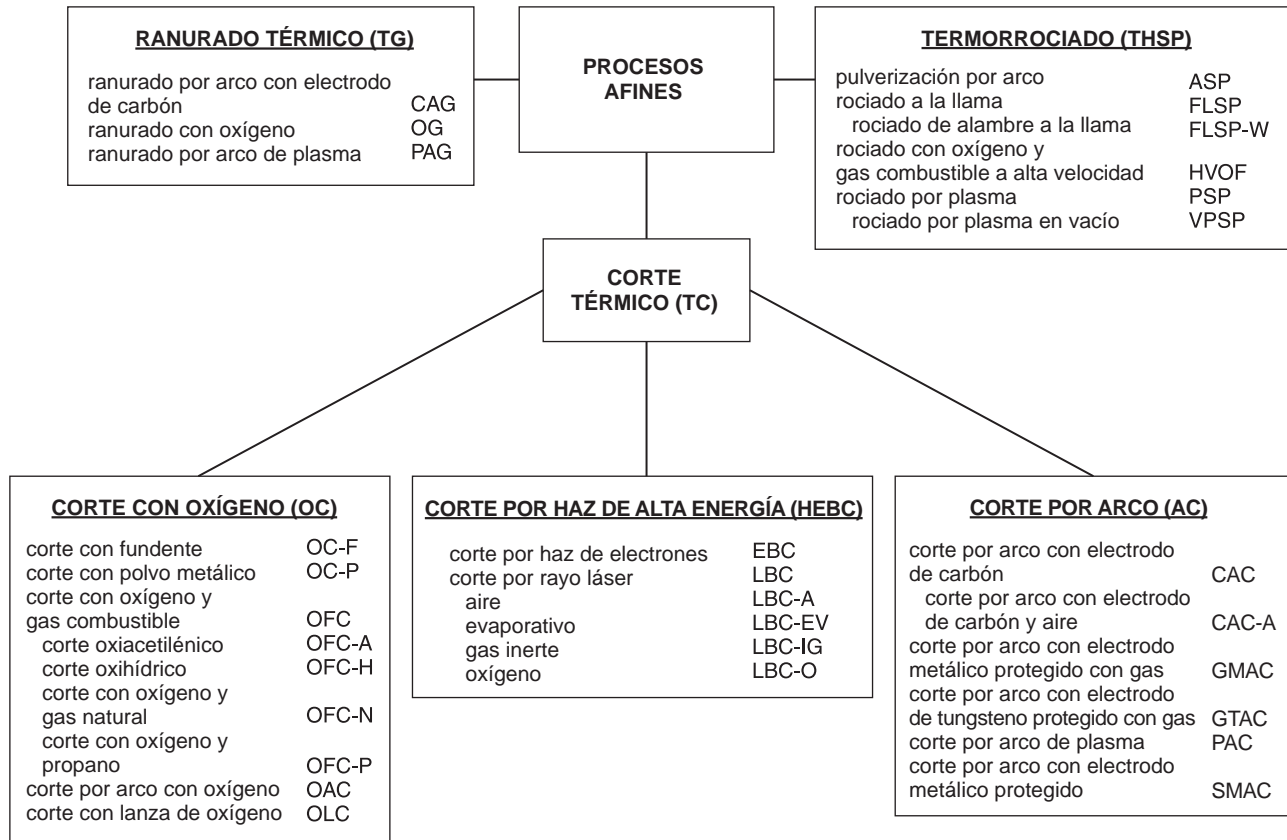 RANURADO TÉRMICO (TG)
ranurado por arco con electrodo
de carbón CAG
ranurado con oxígeno OG
ranurado por arco de plasma PAG
PROCESOS
AFINES
TERMORROCIADO (THSP)
pulverización por arco ASP
rociado a la llama FLSP
rociado de alambre a la llama FLSP-W
rociado con oxígeno y
gas combustible a alta velocidad HVOF
rociado por plasma PSP
rociado por plasma en vacío VPSP
CORTE
TÉRMICO (TC)
CORTE CON OXÍGENO (OC)
corte con fundente OC-F
corte con polvo metálico OC-P
corte con oxígeno y
gas combustible OFC
corte oxiacetilénico OFC-A
corte oxihídrico OFC-H
corte con oxígeno y
gas natural OFC-N
corte con oxígeno y
propano OFC-P
corte por arco con oxígeno OAC
corte con lanza de oxígeno OLC
CORTE POR HAZ DE ALTA ENERGÍA (HEBC)
corte por haz de electrones EBC
corte por rayo láser LBC
aire LBC-A
evaporativo LBC-EV
gas inerte LBC-IG
oxígeno LBC-O
CORTE POR ARCO (AC)
corte por arco con electrodo
de carbón CAC
corte por arco con electrodo
de carbón y aire CAC-A
corte por arco con electrodo
metálico protegido con gas GMAC
corte por arco con electrodo
de tungsteno protegido con gas GTAC
corte por arco de plasma PAC
corte por arco con electrodo
metálico protegido SMAC